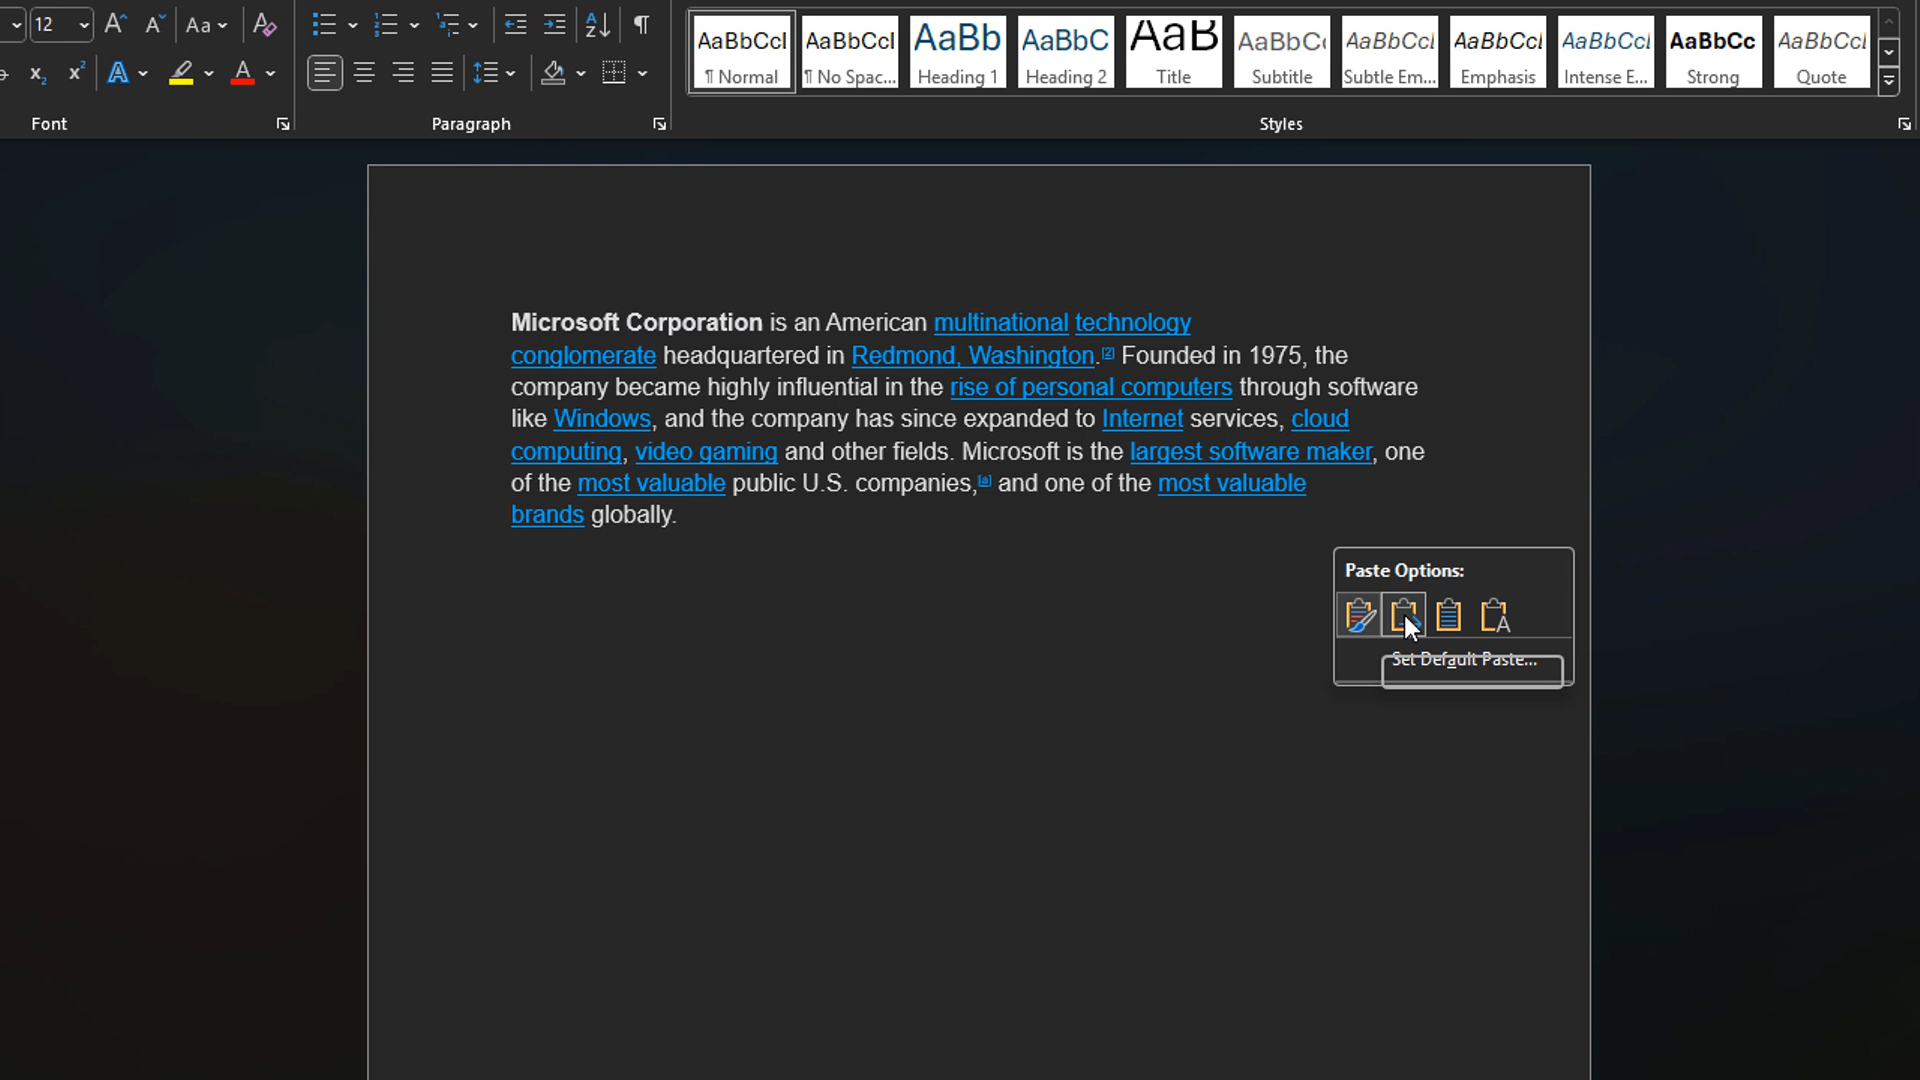 12
Aa
Font
Paragraph
AaBbCcI AaBbCcI AaBb AaBbC AaB AaBbCc AaBbCcI AaBbCcI AaBbCcI AaBbCc AaBbCcI
¶ Normal ¶ No Spac... Heading 1 Heading 2 Title Subtitle Subtle Em... Emphasis Intense E... Strong Quote
Styles
Microsoft Corporation is an American multinational technology
conglomerate headquartered in Redmond, Washington.[2] Founded in 1975, the
company became highly influential in the rise of personal computers through software
like Windows, and the company has since expanded to Internet services, cloud
computing, video gaming and other fields. Microsoft is the largest software maker, one
of the most valuable public U.S. companies,[a] and one of the most valuable
brands globally.
Paste Options:
Set Default Paste...